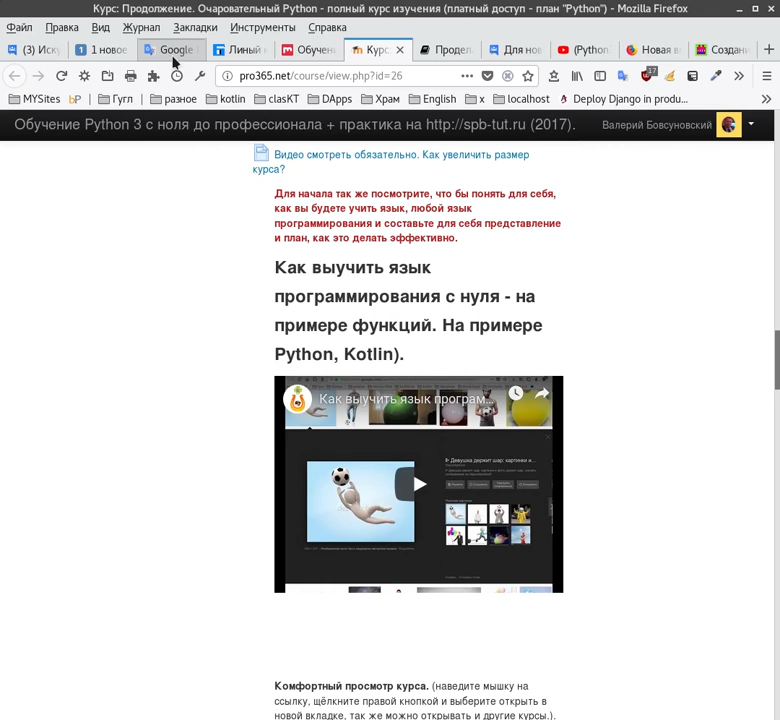 Курс: Продолжение. Очаровательный Python - полный курс изучения (платный доступ - план "Python") - Mozilla Firefox
Файл Правка Вид Журнал Закладки Инструменты Справка
(3) Иску 1 новое Google Линый Обучен Курс: Продел. Для нов (Python. Новая в Создани
pro365.net/course/view.php?id=26
17
MYSites bP | Гугл разное kotlin clasKT DApps Храм English x localhost Deploy Django in produ...
Обучение Python 3 с ноля до профессионала + практика на http://spb-tut.ru (2017). Валерий Бовсуновский
Видео смотреть обязательно. Как увеличить размер
курса?
Для начала так же посмотрите, что бы понять для себя,
как вы будете учить язык, любой язык
программирования и составьте для себя представление
и план, как это делать эффективно.
Как выучить язык
программирования с нуля - на
примере функций. На примере
Python, Kotlin).
Как выучить язык програм...
Девушка держит шар: картинки и...
Комфортный просмотр курса. (наведите мышку на
ссылку, щёлкните правой кнопкой и выберите открыть в
новой вкладке, так же можно открывать и другие курсы.).